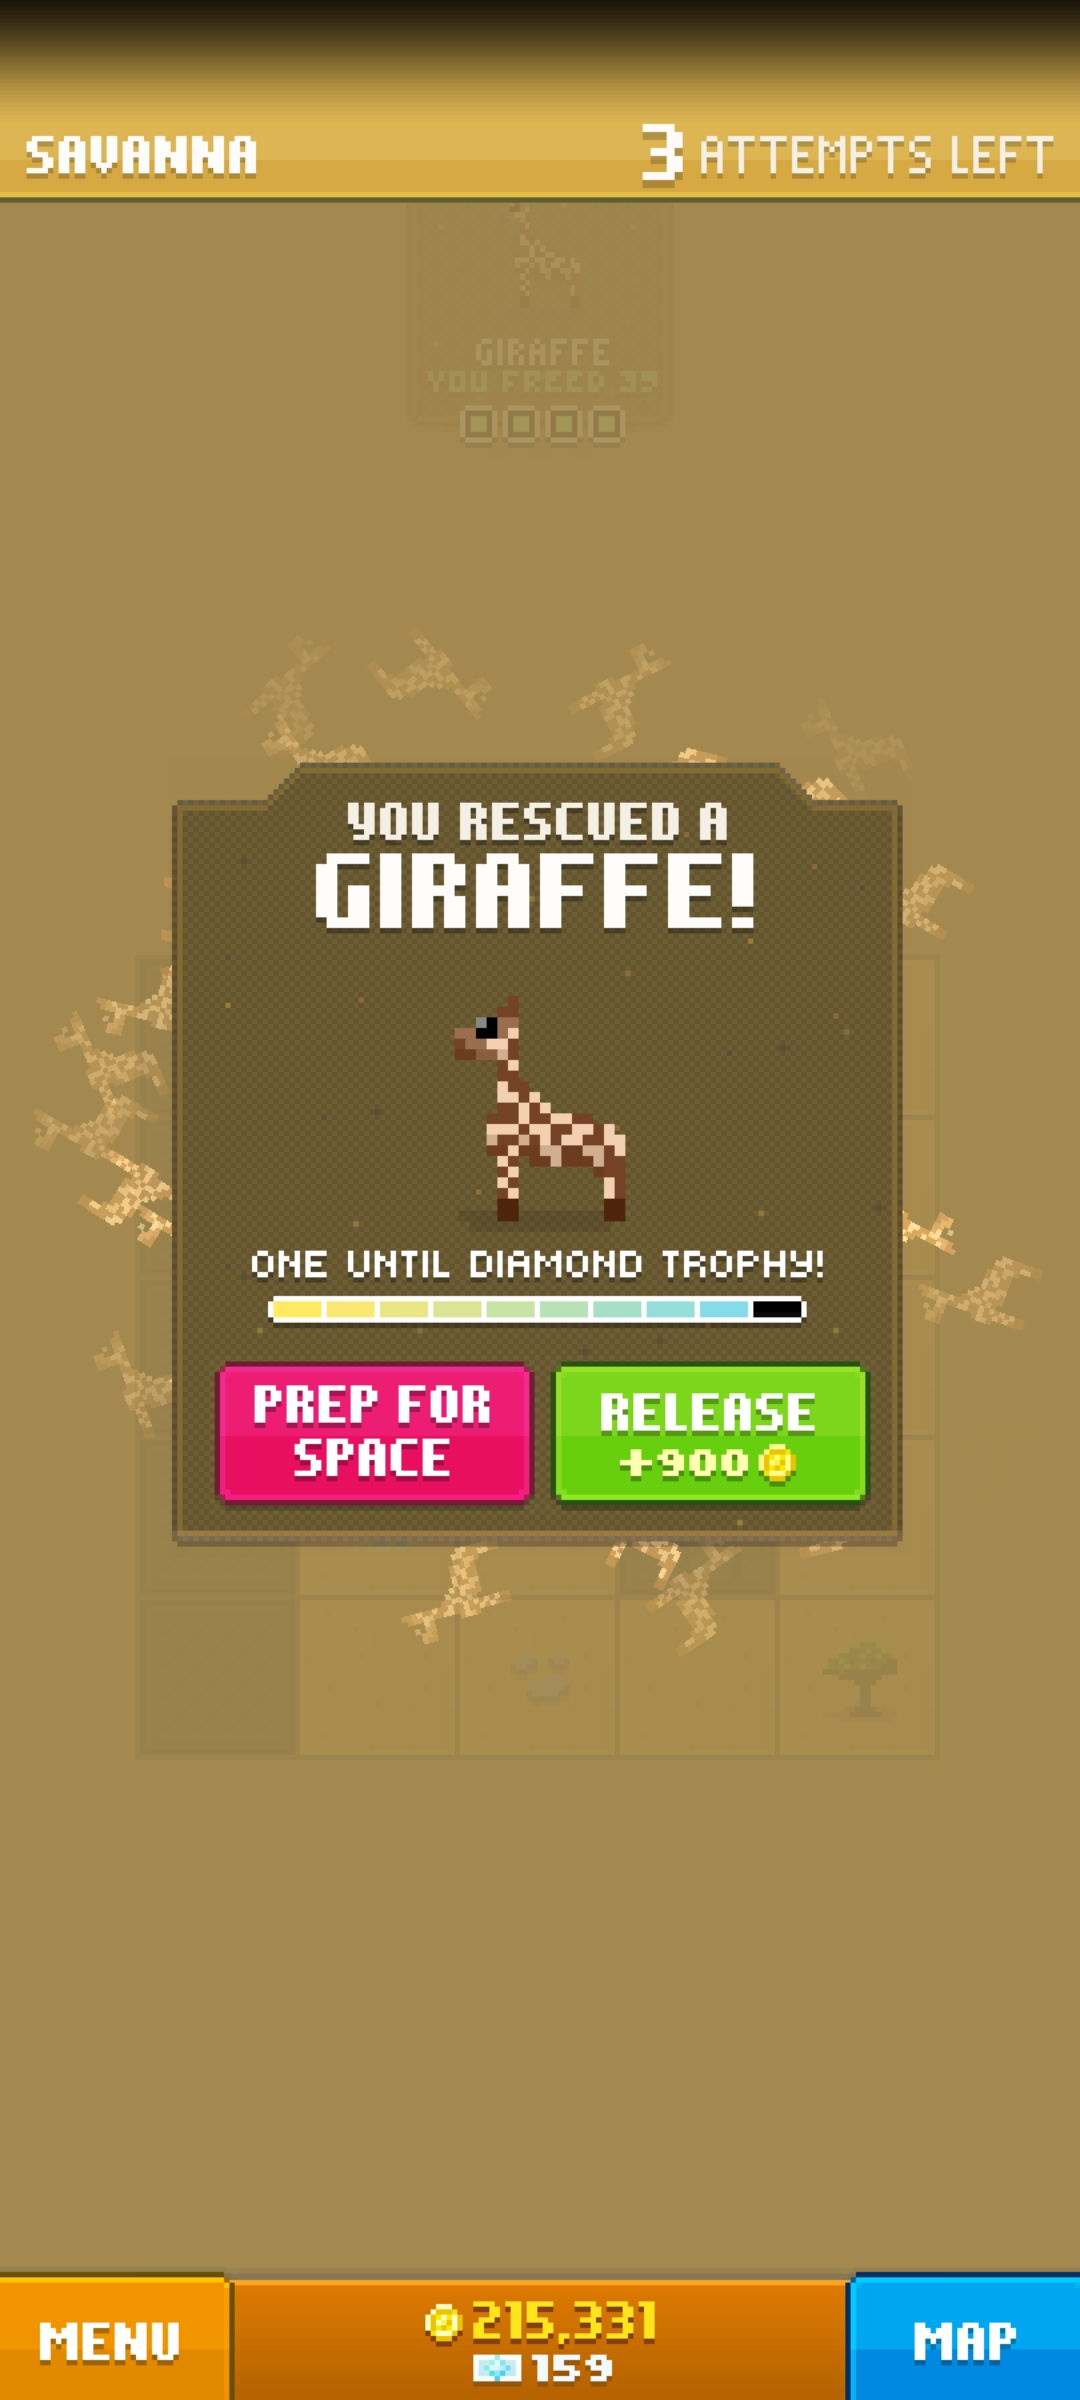 SAVANNA
3 ATTEMPTS LEFT
GIRAFFE
YOU FREED 39
YOU RESCUED A
GIRAFFE!
ONE UNTIL DIAMOND TROPHY!
PREP FOR
SPACE
RELEASE
+900
MENU
215,331
159
MAP